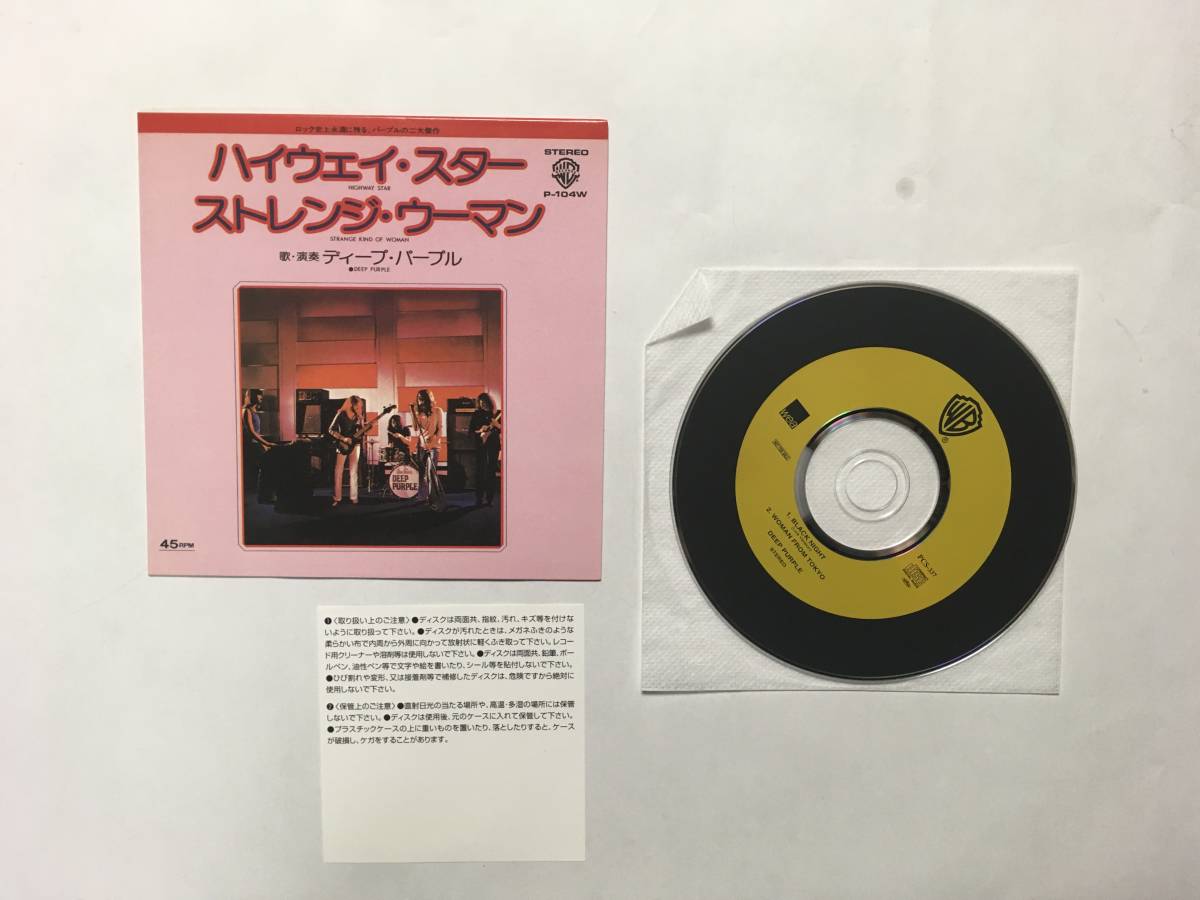 ロック史上永遠に残る、パープルの二大傑作
ハイウェイ・スター
HIGHWAY STAR
ストレンジ・ウーマン
STRANGE KIND OF WOMAN
歌・演奏 ディープ・パープル
●DEEP PURPLE
STEREO
P-104W
DEEP
PURPLE
45RPM
❶〈取り扱い上のご注意〉●ディスクは両面共、指紋、汚れ、キズ等を付けな
いように取り扱って下さい。●ディスクが汚れたときは、メガネふきのような
柔らかい布で内周から外周に向かって放射状に軽くふき取って下さい。レコー
ド用クリーナーや溶剤等は使用しないで下さい。●ディスクは両面共、鉛筆、ボー
ルペン、油性ペン等で文字や絵を書いたり、シール等を貼付しないで下さい。
●ひび割れや変形、又は接着剤等で補修したディスクは、危険ですから絶対に
使用しないで下さい。
❷〈保管上のご注意〉●直射日光の当たる場所や、高温・多湿の場所には保管
しないで下さい。●ディスクは使用後、元のケースに入れて保管して下さい。
●プラスチックケースの上に重いものを置いたり、落としたりすると、ケース
が破損し、ケガをすることがあります。
WB
®
wea
1. BLACK NIGHT
2. WOMAN FROM TOKYO
DEEP PURPLE
STEREO
PCS-337